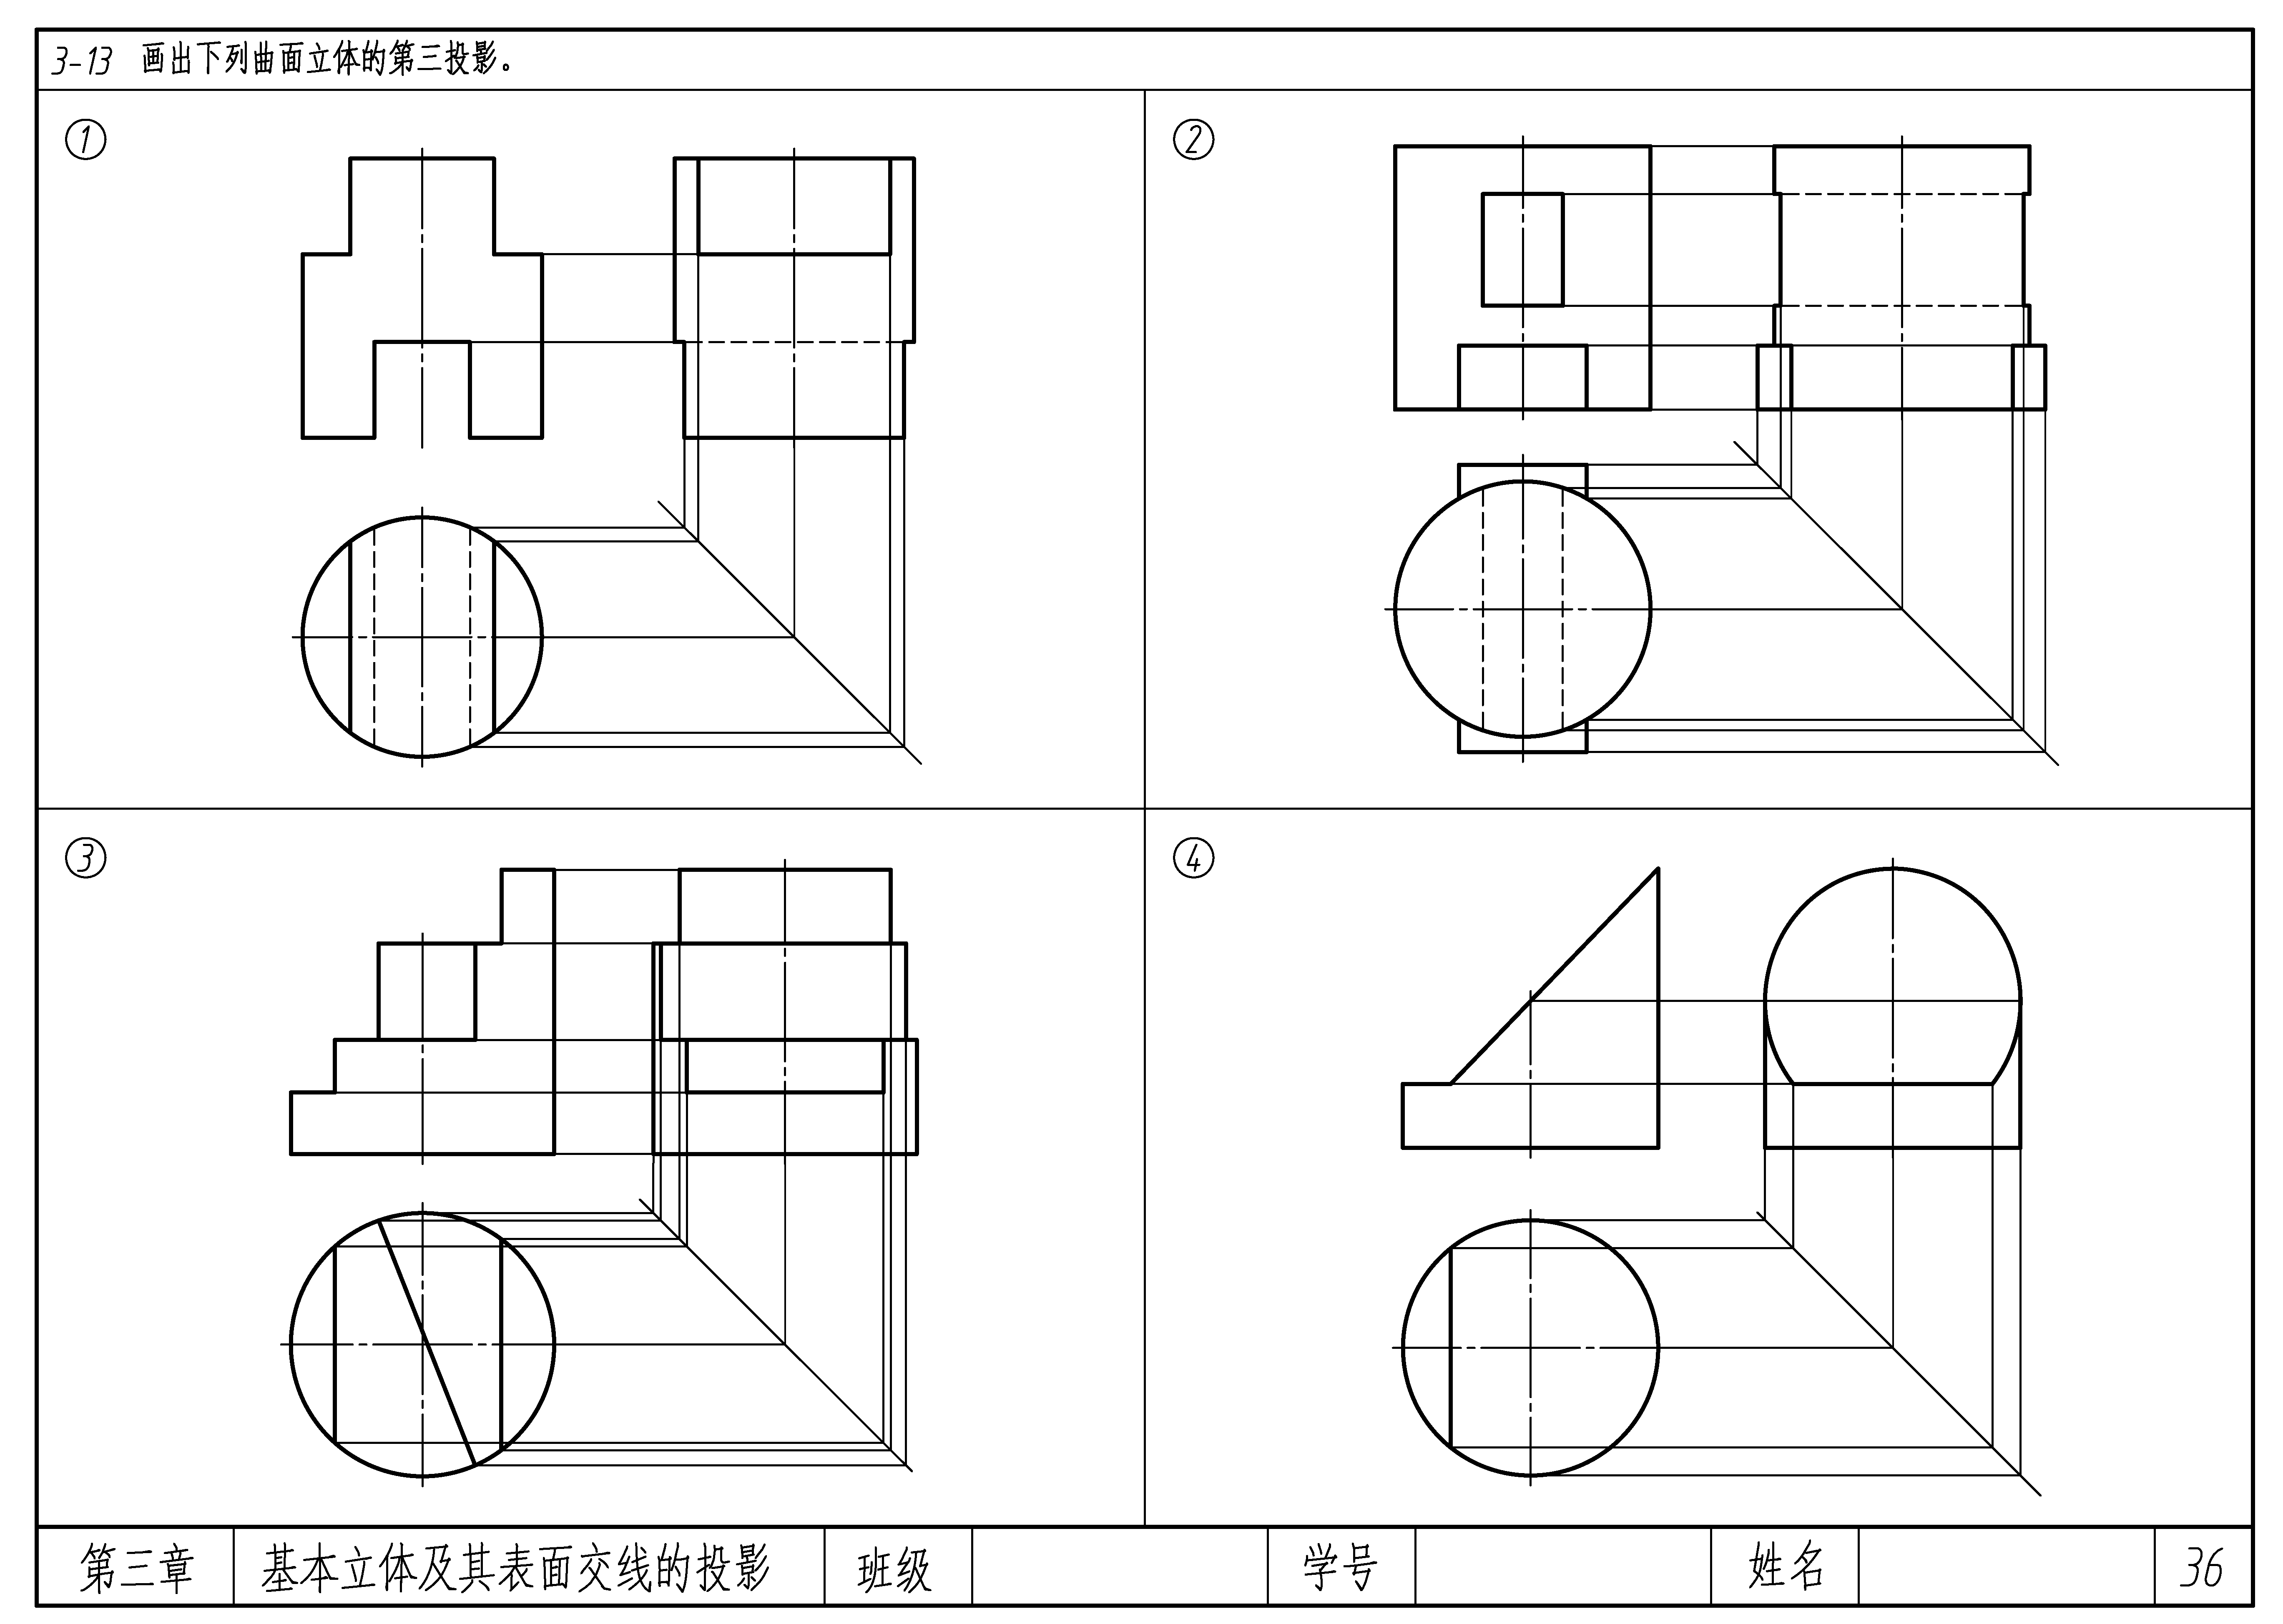 3-13 画出下列曲面立体的第三投影。
①
②
③
④
第三章 基本立体及其表面交线的投影 班级 学号 姓名 36